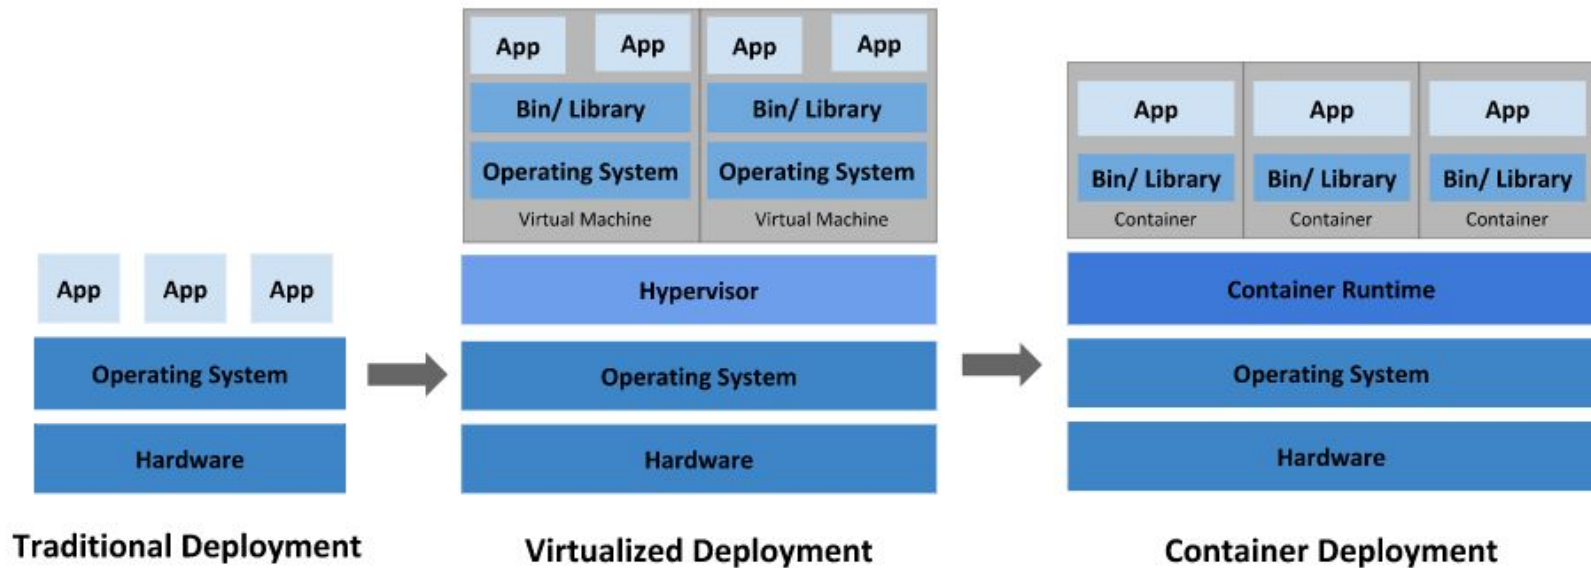 App
App
App
Operating System
Hardware
Traditional Deployment
App
App
Bin/ Library
Operating System
Virtual Machine
App
App
Bin/ Library
Operating System
Virtual Machine
Hypervisor
Operating System
Hardware
Virtualized Deployment
App
Bin/ Library
Container
App
Bin/ Library
Container
App
Bin/ Library
Container
Container Runtime
Operating System
Hardware
Container Deployment